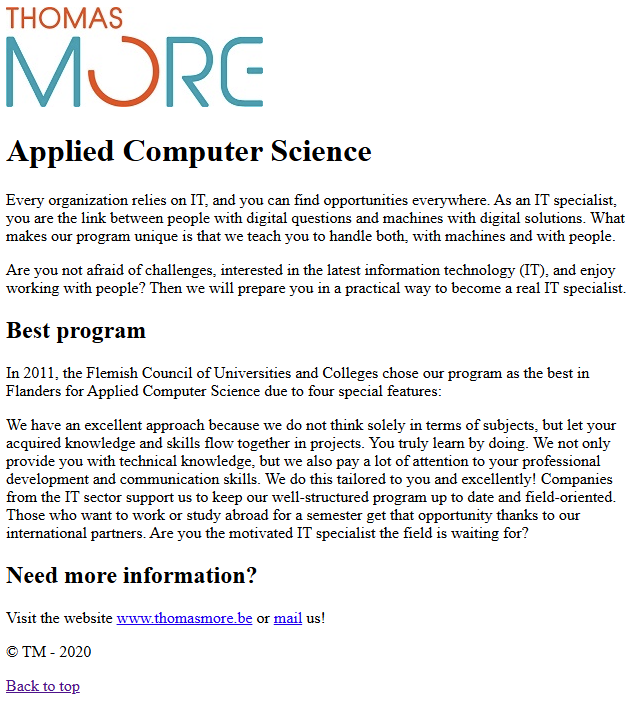 THOMAS
MORE
Applied Computer Science
Every organization relies on IT, and you can find opportunities everywhere. As an IT specialist,
you are the link between people with digital questions and machines with digital solutions. What
makes our program unique is that we teach you to handle both, with machines and with people.
Are you not afraid of challenges, interested in the latest information technology (IT), and enjoy
working with people? Then we will prepare you in a practical way to become a real IT specialist.
Best program
In 2011, the Flemish Council of Universities and Colleges chose our program as the best in
Flanders for Applied Computer Science due to four special features:
We have an excellent approach because we do not think solely in terms of subjects, but let your
acquired knowledge and skills flow together in projects. You truly learn by doing. We not only
provide you with technical knowledge, but we also pay a lot of attention to your professional
development and communication skills. We do this tailored to you and excellently! Companies
from the IT sector support us to keep our well-structured program up to date and field-oriented.
Those who want to work or study abroad for a semester get that opportunity thanks to our
international partners. Are you the motivated IT specialist the field is waiting for?
Need more information?
Visit the website www.thomasmore.be or mail us!
© TM - 2020
Back to top